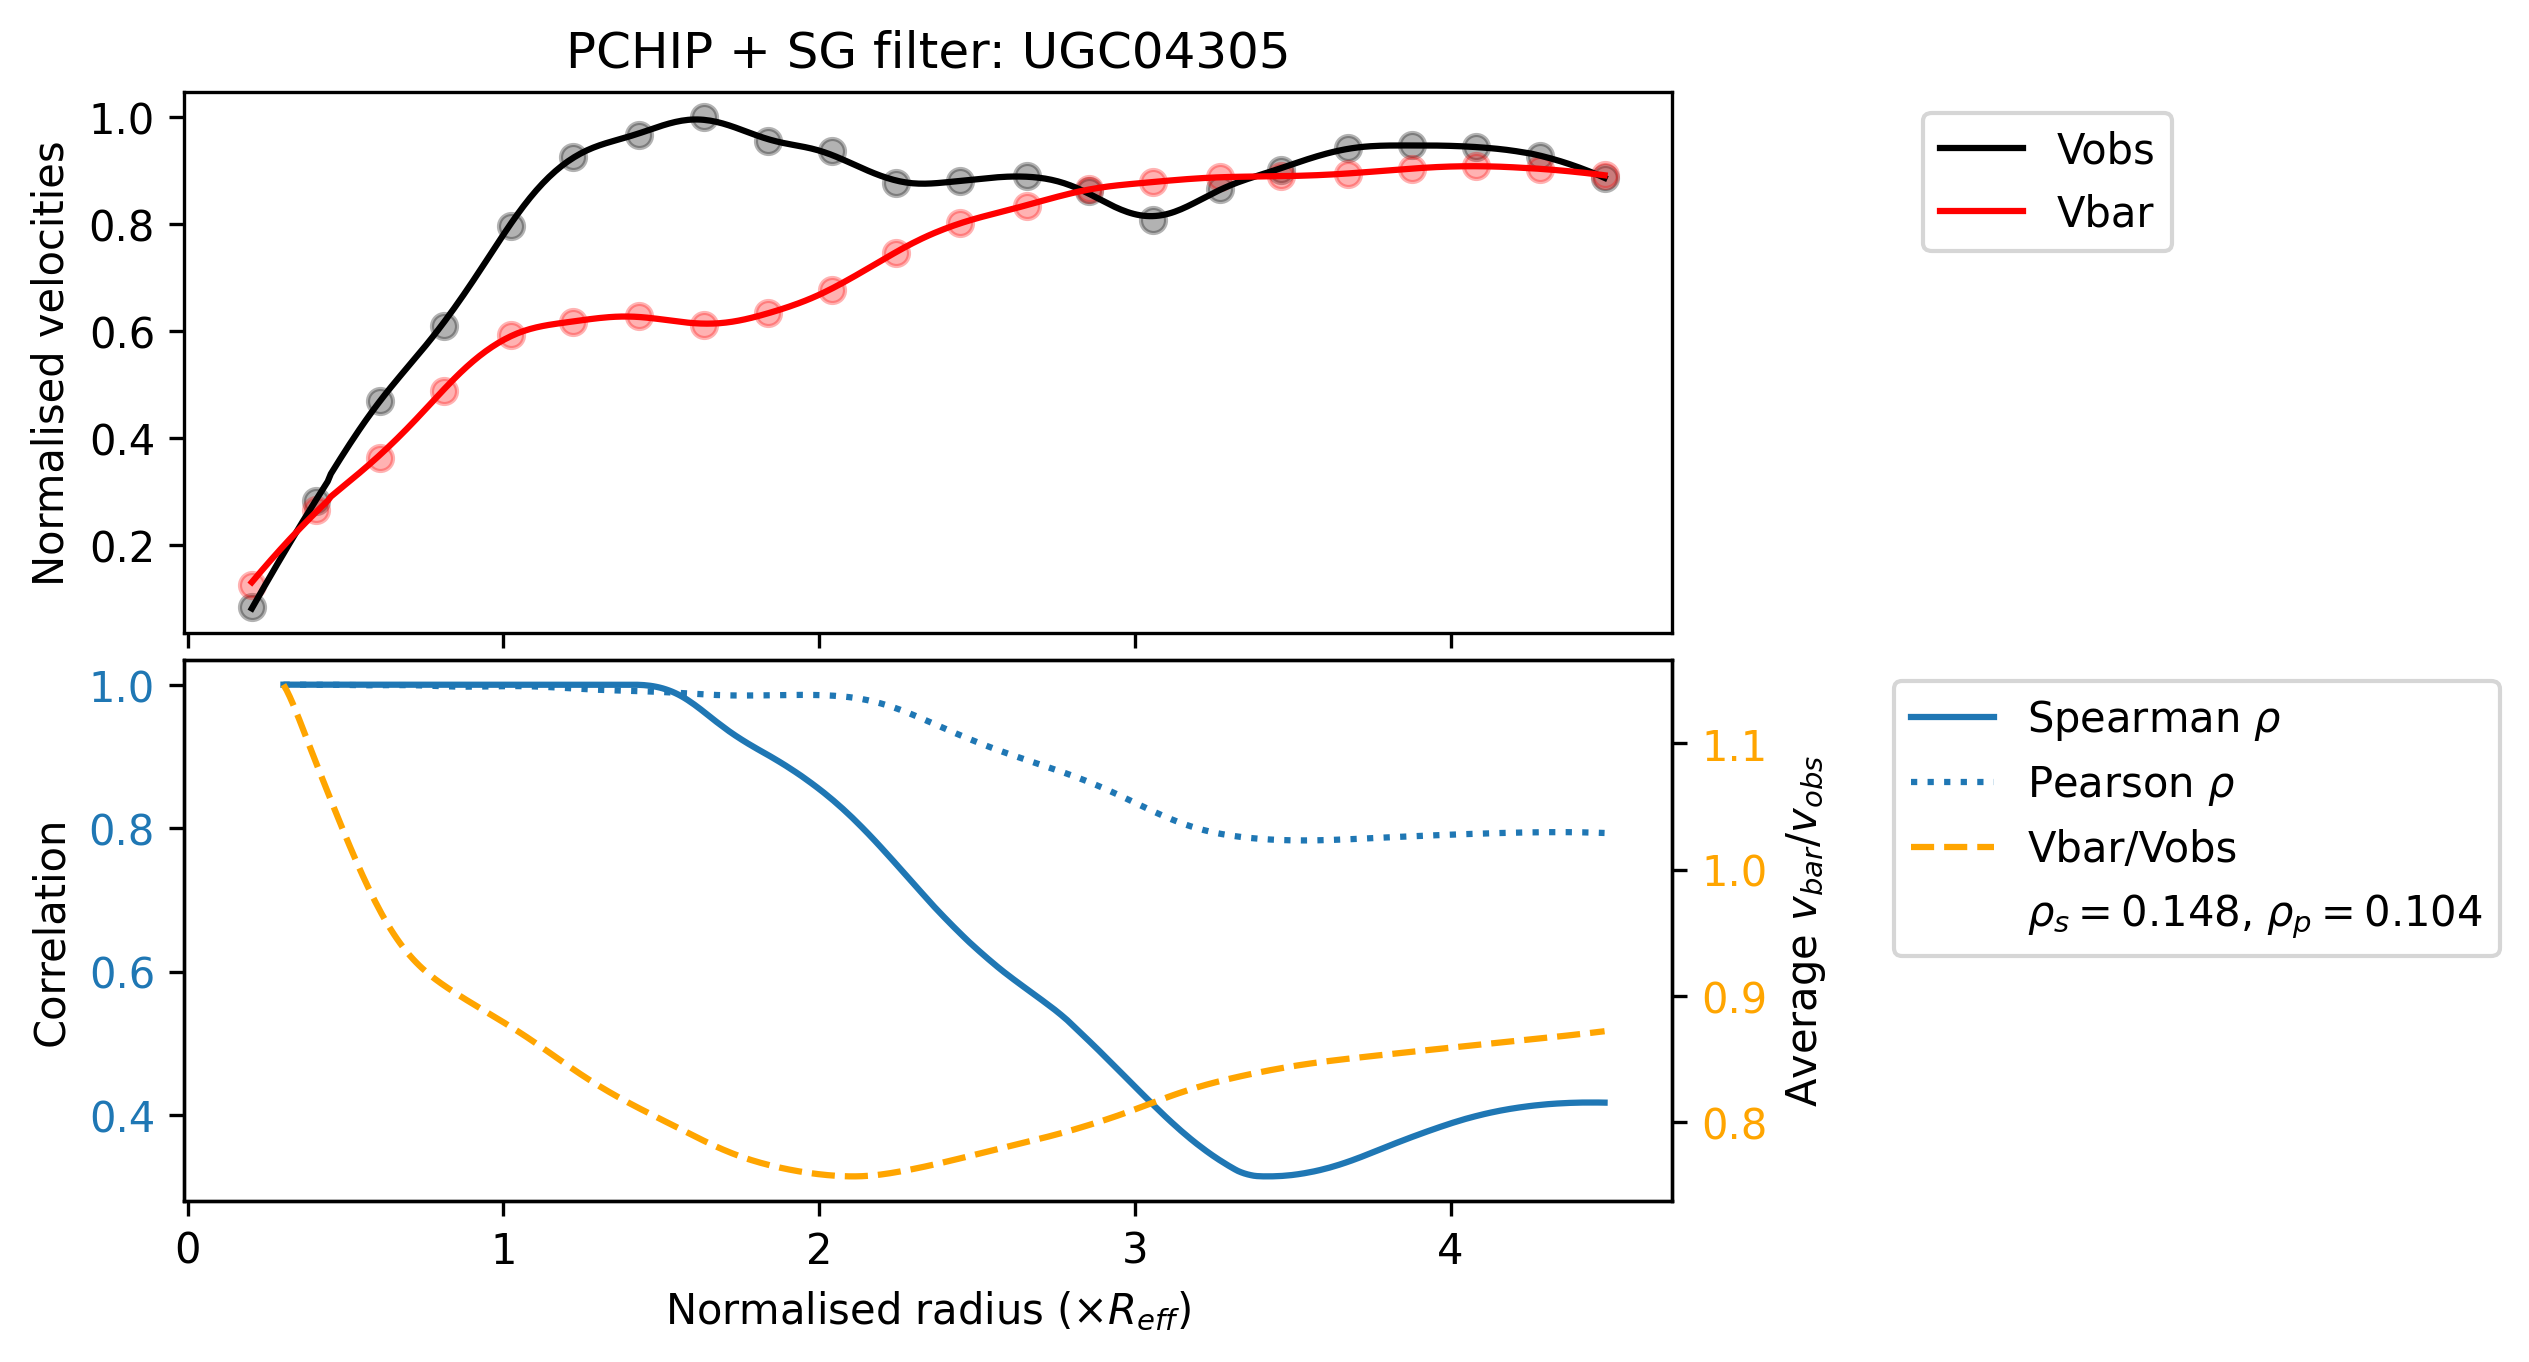 PCHIP + SG filter: UGC04305
Normalised velocities
1.0
0.8
0.6
0.4
0.2
Vobs
Vbar
Correlation
1.0
0.8
0.6
0.4
1.1
1.0
0.9
0.8
Average v_bar/v_obs
Spearman ρ
Pearson ρ
Vbar/Vobs
ρ_s = 0.148, ρ_p = 0.104
0 1 2 3 4
Normalised radius (×R_eff)